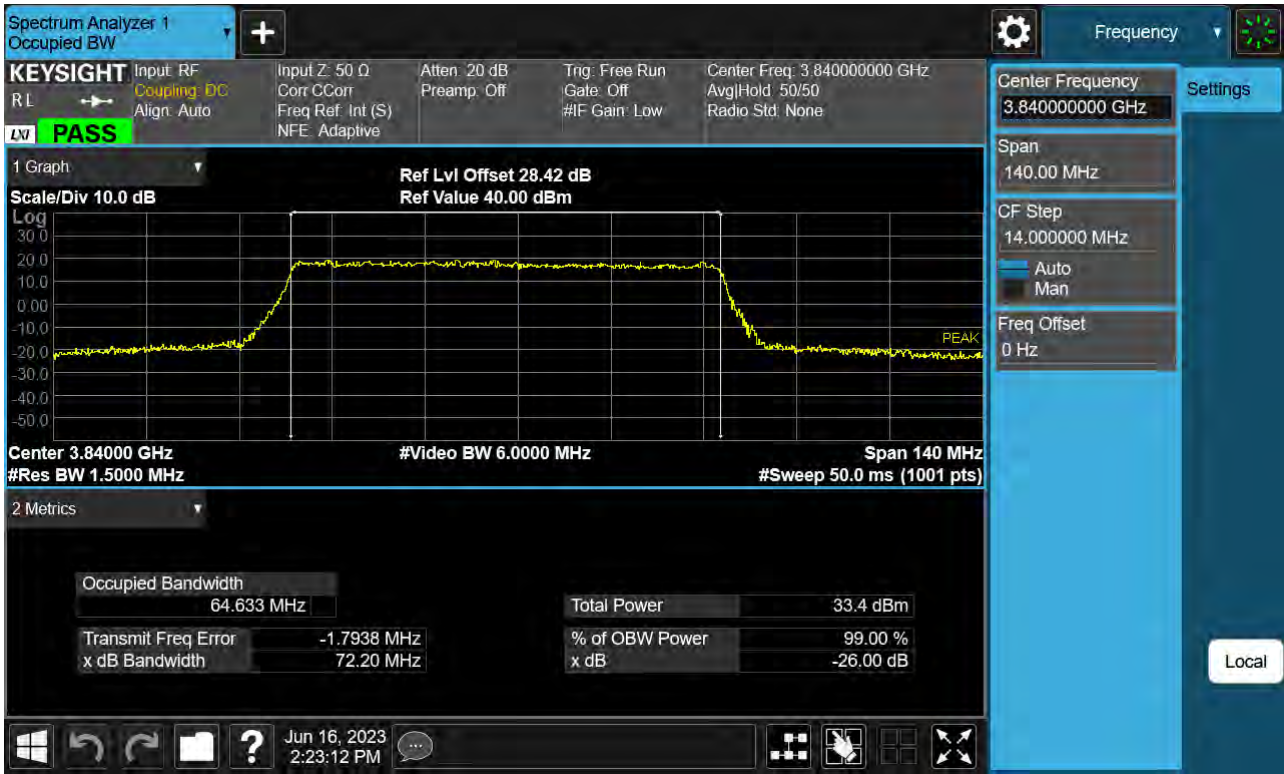 Spectrum Analyzer 1
Occupied BW
Frequency
KEYSIGHT
RL
LXI
PASS
Input: RF
Coupling: DC
Align: Auto
Input Z: 50 Ω
Corr CCorr
Freq Ref: Int (S)
NFE: Adaptive
Atten: 20 dB
Preamp: Off
Trig: Free Run
Gate: Off
#IF Gain: Low
Center Freq: 3.840000000 GHz
Avg|Hold: 50/50
Radio Std: None
Center Frequency
3.840000000 GHz
Settings
Span
140.00 MHz
CF Step
14.000000 MHz
Auto
Man
Freq Offset
0 Hz
Local
1 Graph
Scale/Div 10.0 dB
Ref Lvl Offset 28.42 dB
Ref Value 40.00 dBm
Log
30.0
20.0
10.0
0.00
-10.0
-20.0
-30.0
-40.0
-50.0
PEAK
Center 3.84000 GHz
#Video BW 6.0000 MHz
Span 140 MHz
#Res BW 1.5000 MHz
#Sweep 50.0 ms (1001 pts)
2 Metrics
Occupied Bandwidth
64.633 MHz
Total Power 33.4 dBm
Transmit Freq Error -1.7938 MHz
% of OBW Power 99.00 %
x dB Bandwidth 72.20 MHz
x dB -26.00 dB
?
Jun 16, 2023
2:23:12 PM